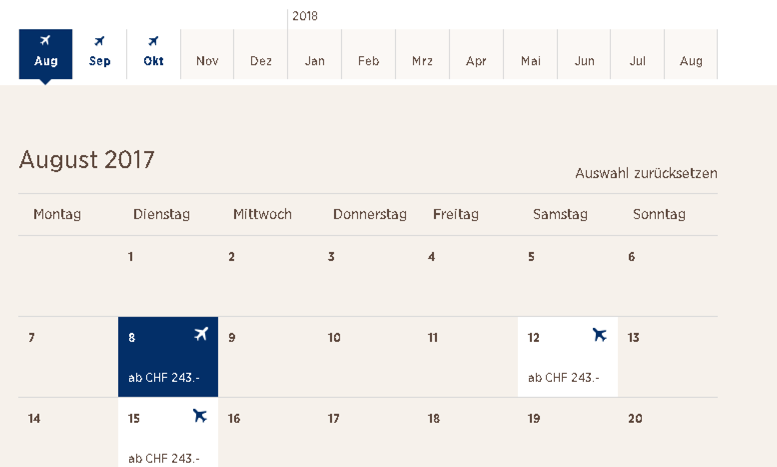 2018
Aug Sep Okt Nov Dez Jan Feb Mrz Apr Mai Jun Jul Aug
August 2017
Auswahl zurücksetzen
Montag Dienstag Mittwoch Donnerstag Freitag Samstag Sonntag
1 2 3 4 5 6
7 8 9 10 11 12 13
ab CHF 243.- ab CHF 243.-
14 15 16 17 18 19 20
ab CHF 243.-